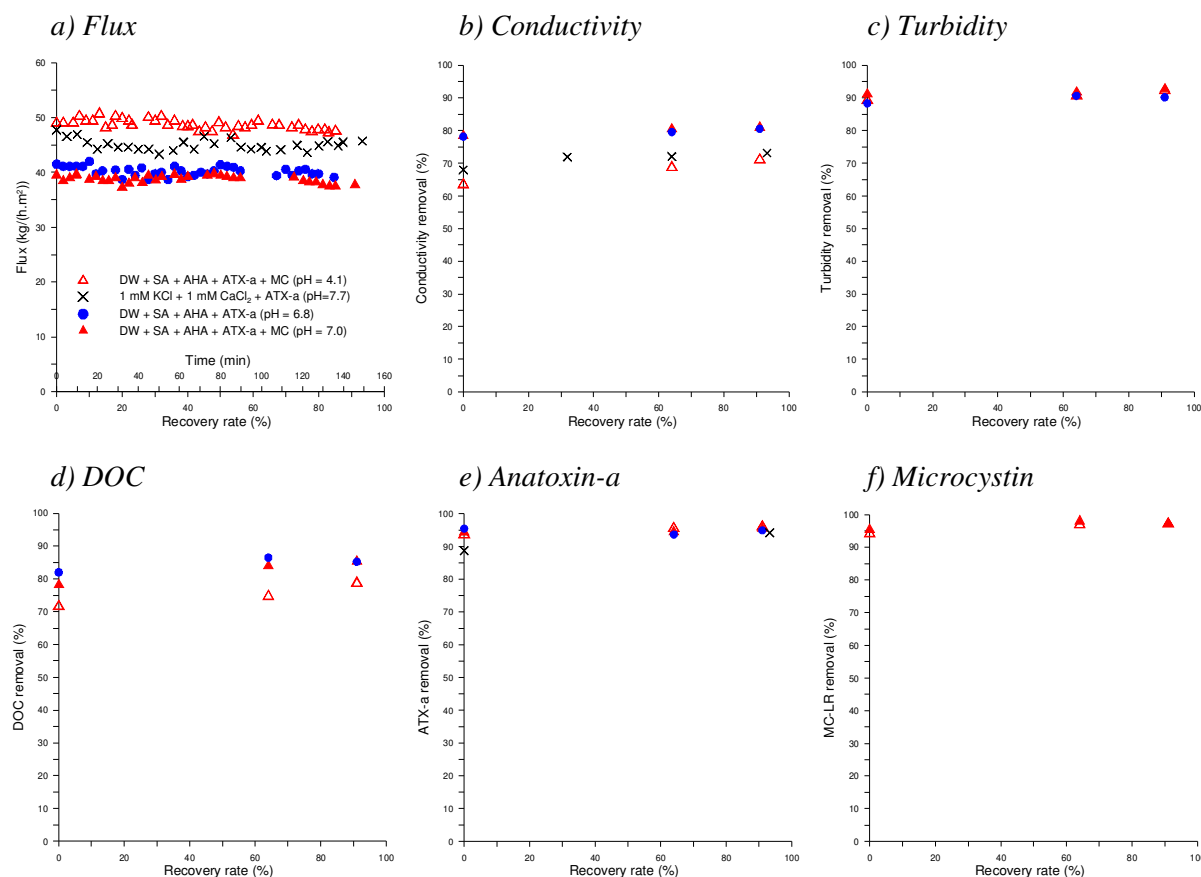 a) Flux
b) Conductivity
c) Turbidity
Flux (kg/(h.m²))
60
50
40
30
20
10
0
DW + SA + AHA + ATX-a + MC (pH = 4.1)
1 mM KCl + 1 mM CaCl₂ + ATX-a (pH=7.7)
DW + SA + AHA + ATX-a (pH = 6.8)
DW + SA + AHA + ATX-a + MC (pH = 7.0)
Time (min)
0 20 40 60 80 100 120 140 160
0 20 40 60 80 100
Recovery rate (%)
Conductivity removal (%)
100
90
80
70
60
50
40
30
20
10
0
0 20 40 60 80 100
Recovery rate (%)
Turbidity removal (%)
100
90
80
70
60
50
40
30
20
10
0
0 20 40 60 80 100
Recovery rate (%)
d) DOC
e) Anatoxin-a
f) Microcystin
DOC removal (%)
100
90
80
70
60
50
40
30
20
10
0
0 20 40 60 80 100
Recovery rate (%)
ATX-a removal (%)
100
90
80
70
60
50
40
30
20
10
0
0 20 40 60 80 100
Recovery rate (%)
MC-LR removal (%)
100
90
80
70
60
50
40
30
20
10
0
0 20 40 60 80 100
Recovery rate (%)